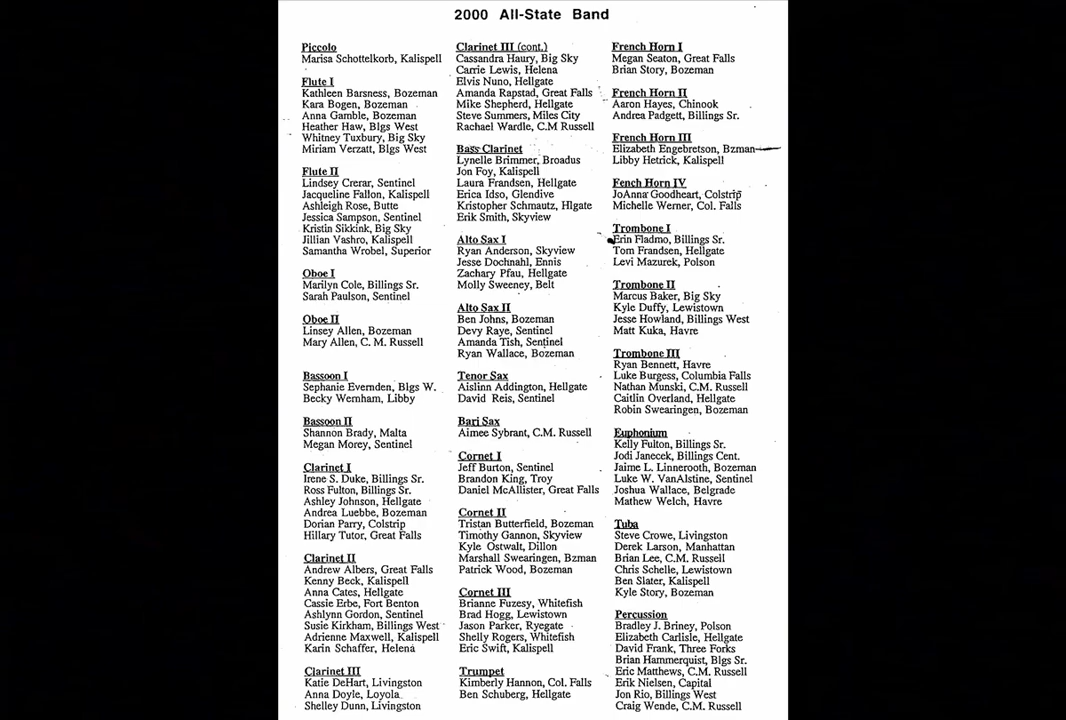 2000 All-State Band
Piccolo
Marisa Schottelkorb, Kalispell
Flute I
Kathleen Barsness, Bozeman
Kara Bogen, Bozeman
Anna Gamble, Bozeman
Heather Haw, Blgs West
Whitney Tuxbury, Big Sky
Miriam Verzatt, Blgs West
Flute II
Lindsey Crerar, Sentinel
Jacqueline Fallon, Kalispell
Ashleigh Rose, Butte
Jessica Sampson, Sentinel
Kristin Sikkink, Big Sky
Jillian Vashro, Kalispell
Samantha Wrobel, Superior
Oboe I
Marilyn Cole, Billings Sr.
Sarah Paulson, Sentinel
Oboe II
Linsey Allen, Bozeman
Mary Allen, C. M. Russell
Bassoon I
Sephanie Evernden, Blgs W.
Becky Wernham, Libby
Bassoon II
Shannon Brady, Malta
Megan Morey, Sentinel
Clarinet I
Irene S. Duke, Billings Sr.
Ross Fulton, Billings Sr.
Ashley Johnson, Hellgate
Andrea Luebbe, Bozeman
Dorian Parry, Colstrip
Hillary Tutor, Great Falls
Clarinet II
Andrew Albers, Great Falls
Kenny Beck, Kalispell
Anna Cates, Hellgate
Cassie Erbe, Fort Benton
Ashlynn Gordon, Sentinel
Susie Kirkham, Billings West
Adrienne Maxwell, Kalispell
Karin Schaffer, Helena
Clarinet III
Katie DeHart, Livingston
Anna Doyle, Loyola
Shelley Dunn, Livingston
Clarinet III (cont.)
Cassandra Haury, Big Sky
Carrie Lewis, Helena
Elvis Nuno, Hellgate
Amanda Rapstad, Great Falls
Mike Shepherd, Hellgate
Steve Summers, Miles City
Rachael Wardle, C.M Russell
Bass Clarinet
Lynelle Brimmer, Broadus
Jon Foy, Kalispell
Laura Frandsen, Hellgate
Erica Idso, Glendive
Kristopher Schmautz, Hlgate
Erik Smith, Skyview
Alto Sax I
Ryan Anderson, Skyview
Jesse Dochnahl, Ennis
Zachary Pfau, Hellgate
Molly Sweeney, Belt
Alto Sax II
Ben Johns, Bozeman
Devy Raye, Sentinel
Amanda Tish, Sentinel
Ryan Wallace, Bozeman
Tenor Sax
Aislinn Addington, Hellgate
David Reis, Sentinel
Bari Sax
Aimee Sybrant, C.M. Russell
Cornet I
Jeff Burton, Sentinel
Brandon King, Troy
Daniel McAllister, Great Falls
Cornet II
Tristan Butterfield, Bozeman
Timothy Gannon, Skyview
Kyle Ostwalt, Dillon
Marshall Swearingen, Bzman
Patrick Wood, Bozeman
Cornet III
Brianne Fuzesy, Whitefish
Brad Hogg, Lewistown
Jason Parker, Ryegate
Shelly Rogers, Whitefish
Eric Swift, Kalispell
Trumpet
Kimberly Hannon, Col. Falls
Ben Schuberg, Hellgate
French Horn I
Megan Seaton, Great Falls
Brian Story, Bozeman
French Horn II
Aaron Hayes, Chinook
Andrea Padgett, Billings Sr.
French Horn III
Elizabeth Engebretson, Bzman
Libby Hetrick, Kalispell
Fench Horn IV
JoAnna Goodheart, Colstrip
Michelle Werner, Col. Falls
Trombone I
Erin Fladmo, Billings Sr.
Tom Frandsen, Hellgate
Levi Mazurek, Polson
Trombone II
Marcus Baker, Big Sky
Kyle Duffy, Lewistown
Jesse Howland, Billings West
Matt Kuka, Havre
Trombone III
Ryan Bennett, Havre
Luke Burgess, Columbia Falls
Nathan Munski, C.M. Russell
Caitlin Overland, Hellgate
Robin Swearingen, Bozeman
Euphonium
Kelly Fulton, Billings Sr.
Jodi Janecek, Billings Cent.
Jaime L. Linnerooth, Bozeman
Luke W. VanAlstine, Sentinel
Joshua Wallace, Belgrade
Mathew Welch, Havre
Tuba
Steve Crowe, Livingston
Derek Larson, Manhattan
Brian Lee, C.M. Russell
Chris Schelle, Lewistown
Ben Slater, Kalispell
Kyle Story, Bozeman
Percussion
Bradley J. Briney, Polson
Elizabeth Carlisle, Hellgate
David Frank, Three Forks
Brian Hammerquist, Blgs Sr.
Eric Matthews, C.M. Russell
Erik Nielsen, Capital
Jon Rio, Billings West
Craig Wende, C.M. Russell